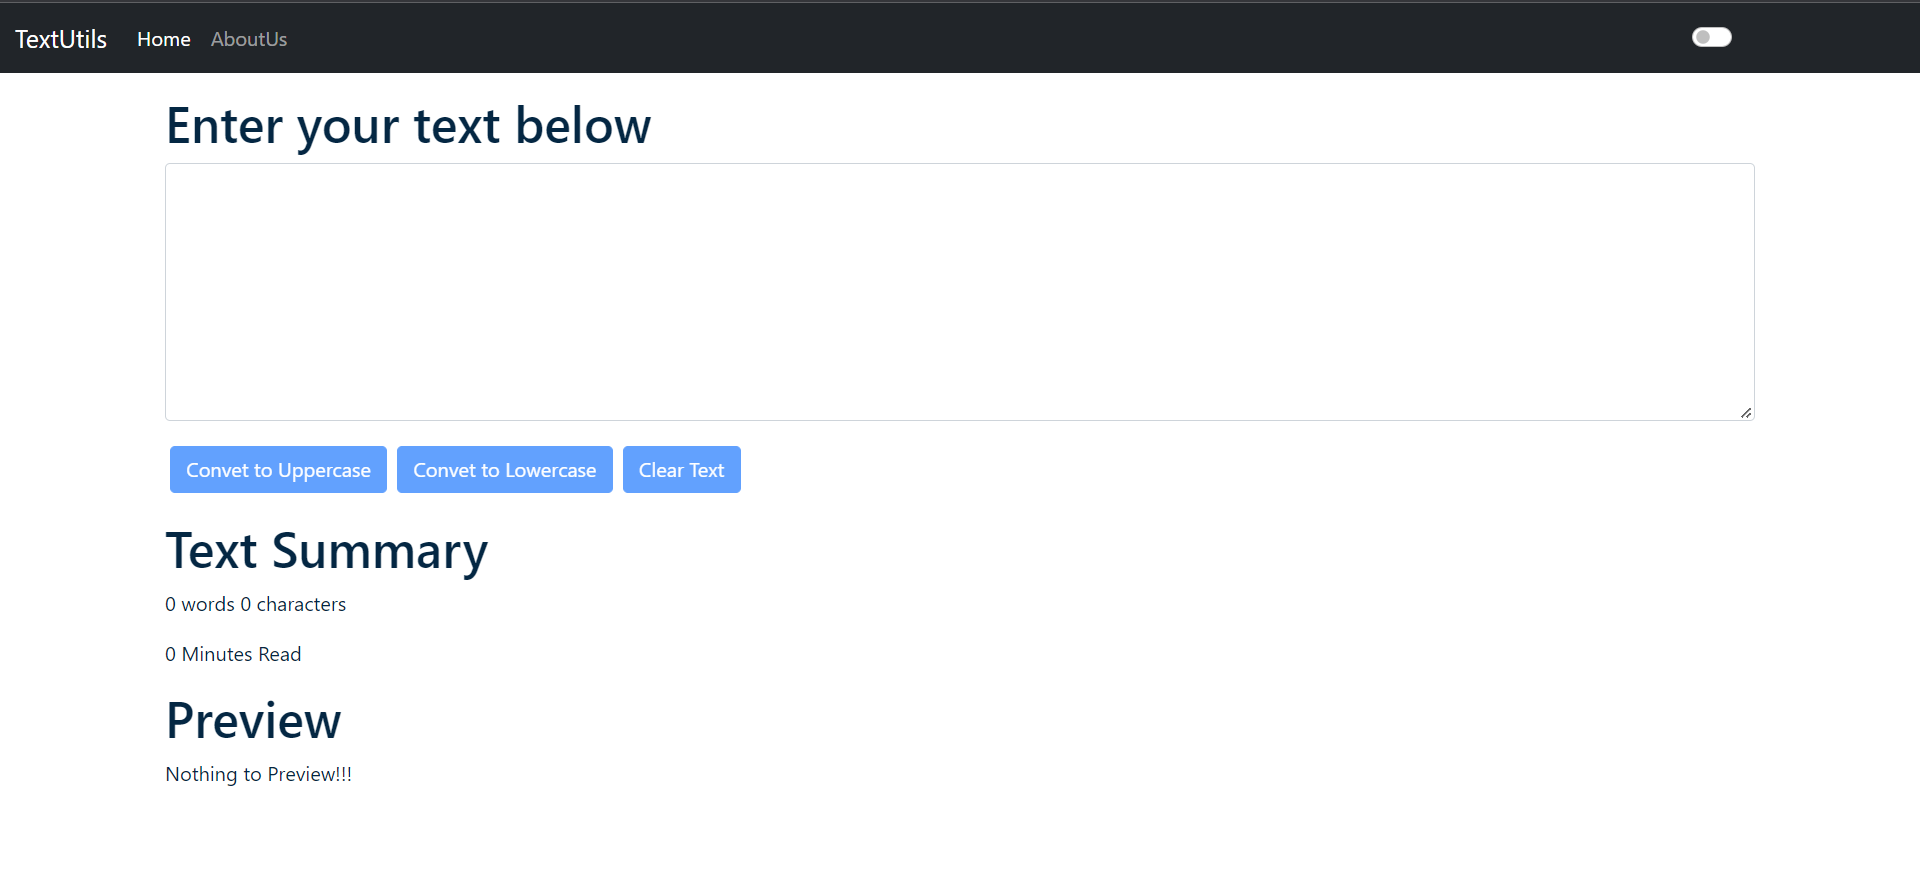 TextUtils Home AboutUs
Enter your text below
Convet to Uppercase Convet to Lowercase Clear Text
Text Summary
0 words 0 characters
0 Minutes Read
Preview
Nothing to Preview!!!